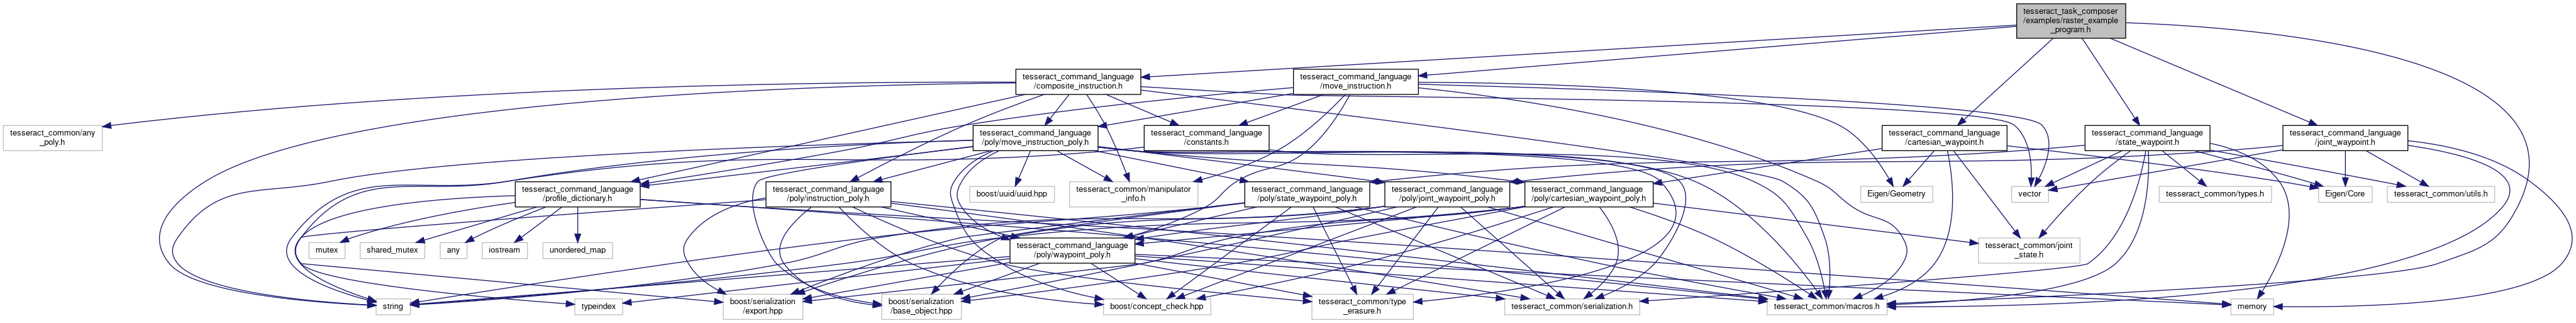 tesseract_task_composer
/examples/raster_example
_program.h
tesseract_command_language
/composite_instruction.h
tesseract_command_language
/move_instruction.h
tesseract_common/any
_poly.h
tesseract_command_language
/poly/move_instruction_poly.h
tesseract_command_language
/constants.h
tesseract_command_language
/cartesian_waypoint.h
tesseract_command_language
/state_waypoint.h
tesseract_command_language
/joint_waypoint.h
tesseract_command_language
/profile_dictionary.h
tesseract_command_language
/poly/instruction_poly.h
boost/uuid/uuid.hpp
tesseract_common/manipulator
_info.h
tesseract_command_language
/poly/state_waypoint_poly.h
tesseract_command_language
/poly/joint_waypoint_poly.h
tesseract_command_language
/poly/cartesian_waypoint_poly.h
Eigen/Geometry
vector
tesseract_common/types.h
Eigen/Core
tesseract_common/utils.h
mutex
shared_mutex
any
iostream
unordered_map
tesseract_command_language
/poly/waypoint_poly.h
tesseract_common/joint
_state.h
string
typeindex
boost/serialization
/export.hpp
boost/serialization
/base_object.hpp
boost/concept_check.hpp
tesseract_common/type
_erasure.h
tesseract_common/serialization.h
tesseract_common/macros.h
memory